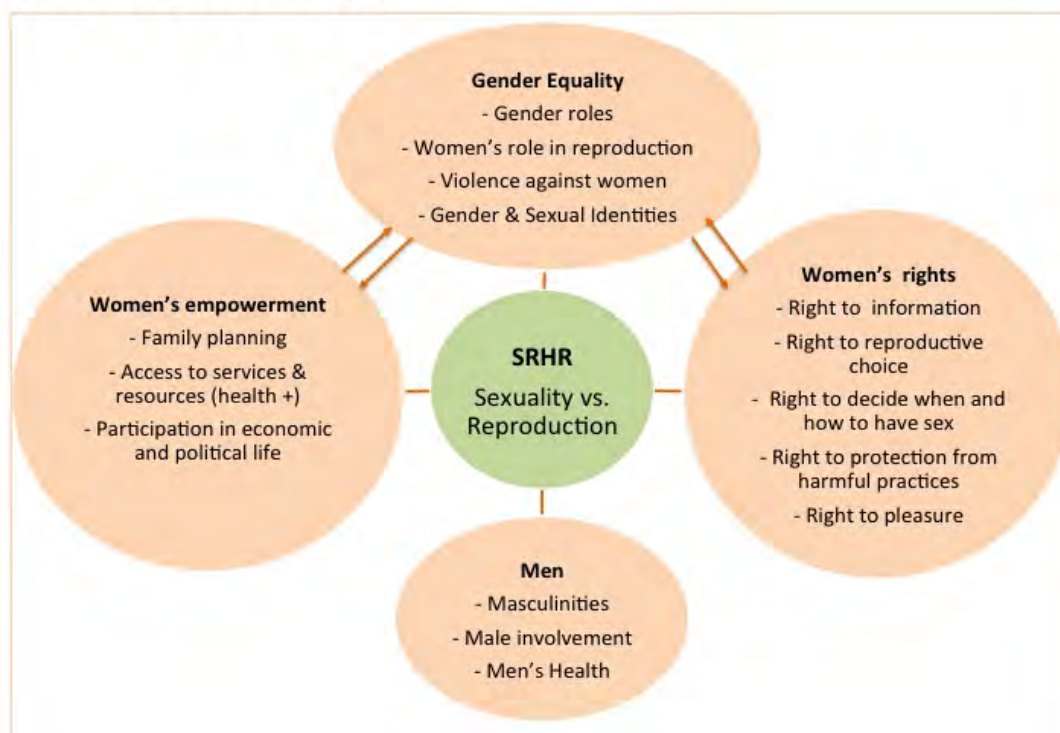 Gender Equality
- Gender roles
- Women's role in reproduction
- Violence against women
- Gender & Sexual Identities
Women's empowerment
- Family planning
- Access to services &
resources (health +)
- Participation in economic
and political life
SRHR
Sexuality vs.
Reproduction
Women's  rights
- Right to  information
- Right to reproductive
choice
-  Right to decide when and
how to have sex
- Right to protection from
harmful practices
- Right to pleasure
Men
- Masculinities
- Male involvement
- Men's Health